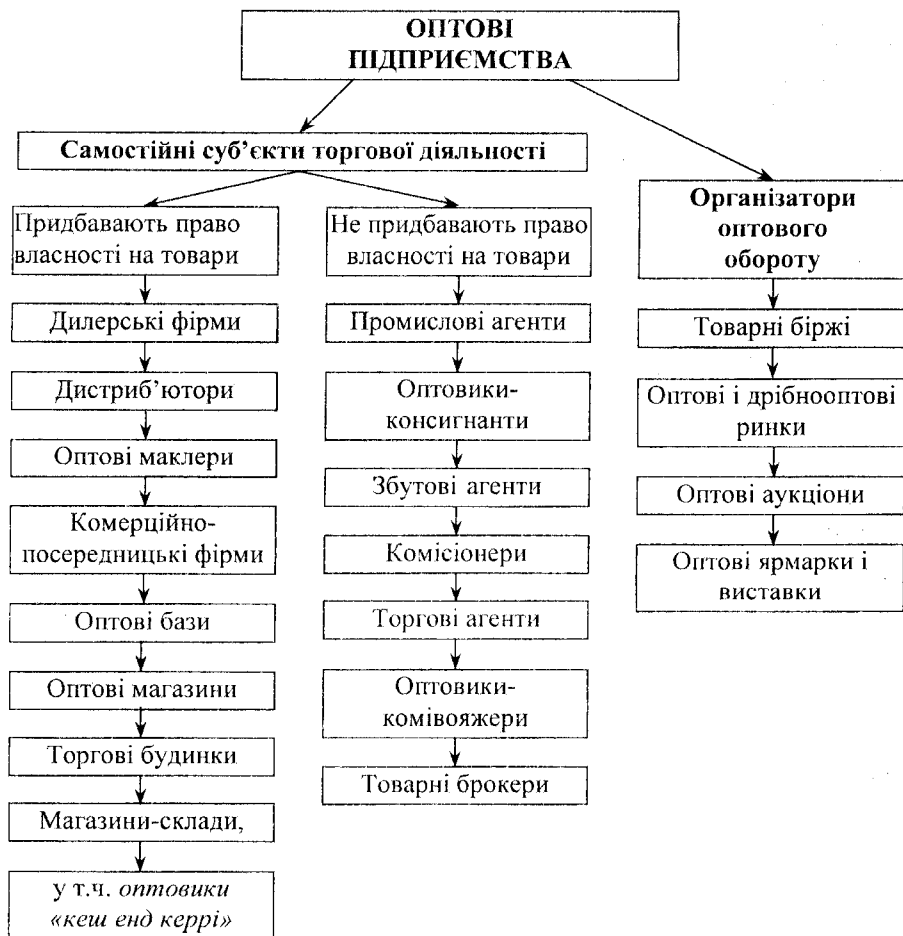 ОПТОВІ
ПІДПРИЄМСТВА
Самостійні суб’єкти торгової діяльності
Придбавають право
власності на товари
Дилерські фірми
Дистриб’ютори
Оптові маклери
Комерційно-
посередницькі фірми
Оптові бази
Оптові магазини
Торгові будинки
Магазини-склади,
у т.ч. оптовики
«кеш енд керрі»
Не придбавають право
власності на товари
Промислові агенти
Оптовики-
консигнанти
Збутові агенти
Комісіонери
Торгові агенти
Оптовики-
комівояжери
Товарні брокери
Організатори
оптового
обороту
Товарні біржі
Оптові і дрібнооптові
ринки
Оптові аукціони
Оптові ярмарки і
виставки